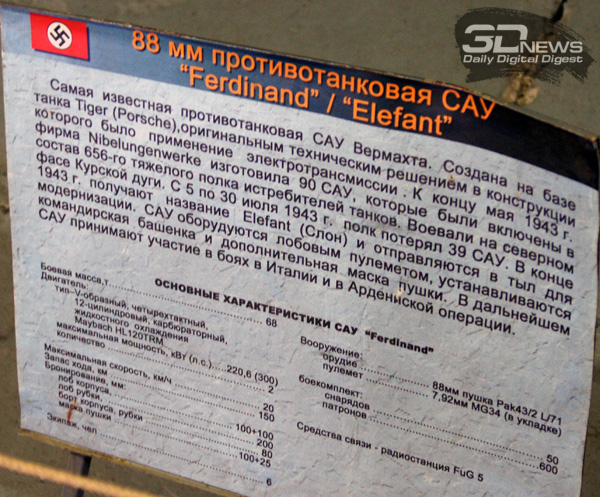 3DNEWS
Daily Digital Digest
88 мм противотанковая САУ
"Ferdinand" / "Elefant"
Самая известная противотанковая САУ Вермахта. Создана на базе
танка Tiger (Porsche),оригинальным техническим решением в конструкции
которого было применение электротрансмиссии. К концу мая 1943 г.
фирма Nibelungenwerke изготовила 90 САУ, которые были включены в
состав 656-го тяжелого полка истребителей танков. Воевали на северном
фасе Курской дуги. С 5 по 30 июля 1943 г. полк потерял 39 САУ. В конце
1943 г. получают название Elefant (Слон) и отправляются в тыл для
модернизации. САУ оборудуются лобовым пулеметом, устанавливаются
командирская башенка и дополнительная маска пушки. В дальнейшем
САУ принимают участие в боях в Италии и в Арденнской операции.
ОСНОВНЫЕ ХАРАКТЕРИСТИКИ САУ "Ferdinand"
Боевая масса,т....................68
Двигатель:
тип–V-образный, четырехтактный,
12-цилиндровый, карбюраторный,
жидкостного охлаждения
Maybach HL120TRM
максимальная мощность, кВт (л.с.)....220,6 (300)
количество....................2
Максимальная скорость, км/ч....................20
Запас хода, км....................150
Бронирование, мм:
лоб корпуса....................100+100
лоб рубки....................200
борт корпуса, рубки....................80
маска пушки....................100+25
Экипаж, чел....................6
Вооружение:
орудие....................88мм пушка Pak43/2 L/71
пулемет....................7,92мм MG34 (в укладке)
боекомплект:
снарядов....................50
патронов....................600
Средства связи - радиостанция FuG 5